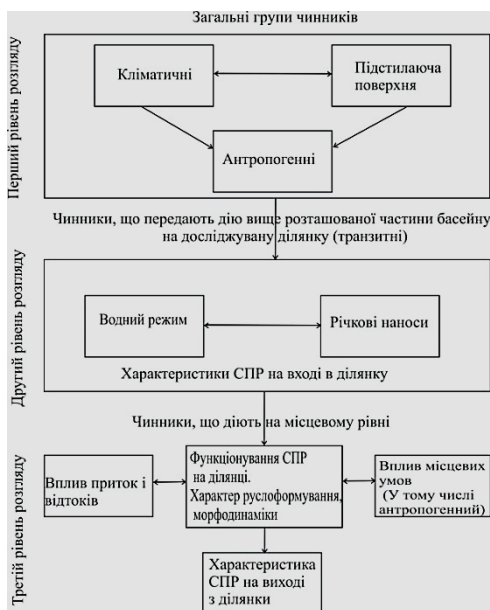 Загальні групи чинників
Перший рівень розгляду
Кліматичні
Підстилаюча
поверхня
Антропогенні
Чинники, що передають дію вище розташованої частини басейну
на досліджувану ділянку (транзитні)
Другий рівень розгляду
Водний режим
Річкові наноси
Характеристики СПР на вході в ділянку
Чинники, що діють на місцевому рівні
Третій рівень розгляду
Вплив приток і
відтоків
Функціонування СПР
на ділянці.
Характер руслоформування,
морфодинаміки
Вплив місцевих
умов
(У тому числі
антропогенний)
Характеристика
СПР на виході
з ділянки